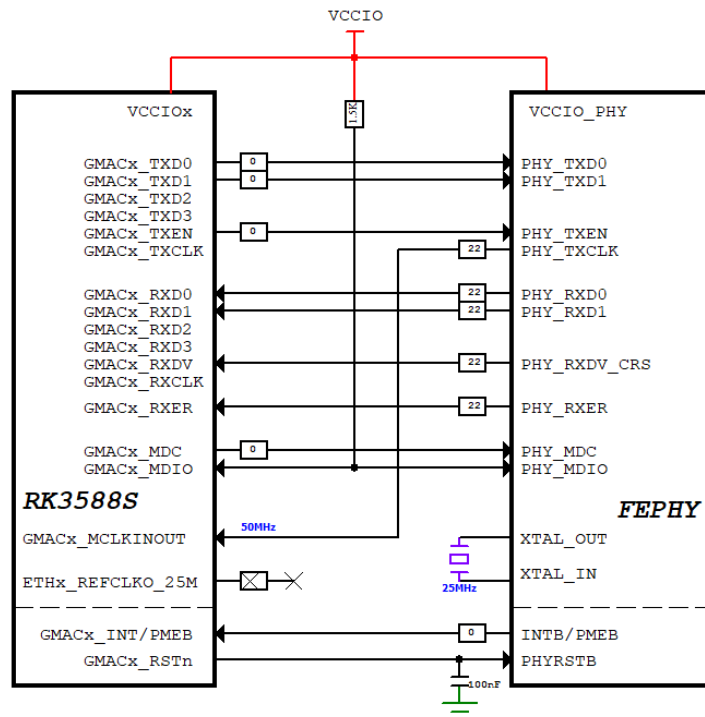 VCCIO
VCCIOx
1.5K
VCCIO_PHY
GMACx_TXD0 0 PHY_TXD0
GMACx_TXD1 0 PHY_TXD1
GMACx_TXD2
GMACx_TXD3
GMACx_TXEN 0 PHY_TXEN
GMACx_TXCLK 22 PHY_TXCLK
GMACx_RXD0 22 PHY_RXD0
GMACx_RXD1 22 PHY_RXD1
GMACx_RXD2
GMACx_RXD3
GMACx_RXDV 22 PHY_RXDV_CRS
GMACx_RXCLK
GMACx_RXER 22 PHY_RXER
GMACx_MDC 0 PHY_MDC
GMACx_MDIO PHY_MDIO
RK3588S FEPHY
50MHz
GMACx_MCLKINOUT XTAL_OUT
ETHx_REFCLKO_25M XTAL_IN
25MHz
GMACx_INT/PMEB 0 INTB/PMEB
GMACx_RSTn PHYRSTB
100nF